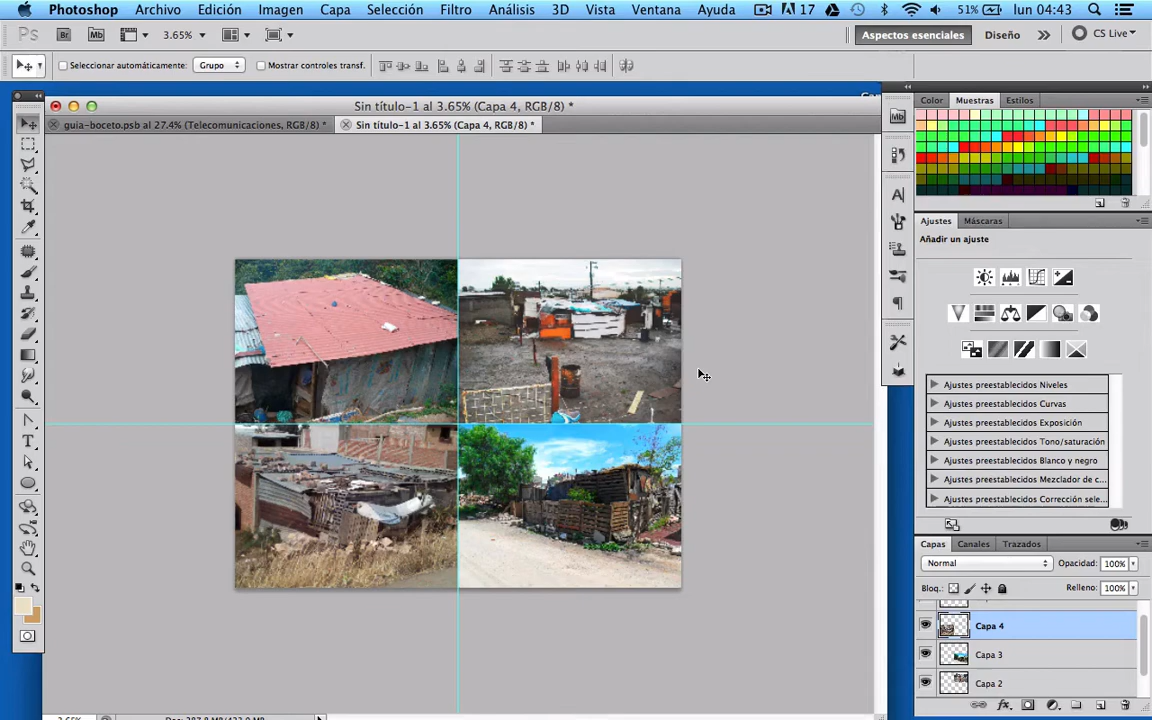 Photoshop Archivo Edición Imagen Capa Selección Filtro Análisis 3D Vista Ventana Ayuda 17 51% lun 04:43
Ps Br Mb 3.65% Aspectos esenciales Diseño CS Live
Seleccionar automáticamente: Grupo Mostrar controles transf.
Sin título-1 al 3.65% (Capa 4, RGB/8) *
guia-boceto.psb al 27.4% (Telecomunicaciones, RGB/8) * Sin título-1 al 3.65% (Capa 4, RGB/8) *
Color Muestras Estilos
Ajustes Máscaras
Añadir un ajuste
Ajustes preestablecidos Niveles
Ajustes preestablecidos Curvas
Ajustes preestablecidos Exposición
Ajustes preestablecidos Tono/saturación
Ajustes preestablecidos Blanco y negro
Ajustes preestablecidos Mezclador de c...
Ajustes preestablecidos Corrección sele...
Capas Canales Trazados
Normal Opacidad: 100%
Bloq.: Relleno: 100%
Capa 4
Capa 3
Capa 2